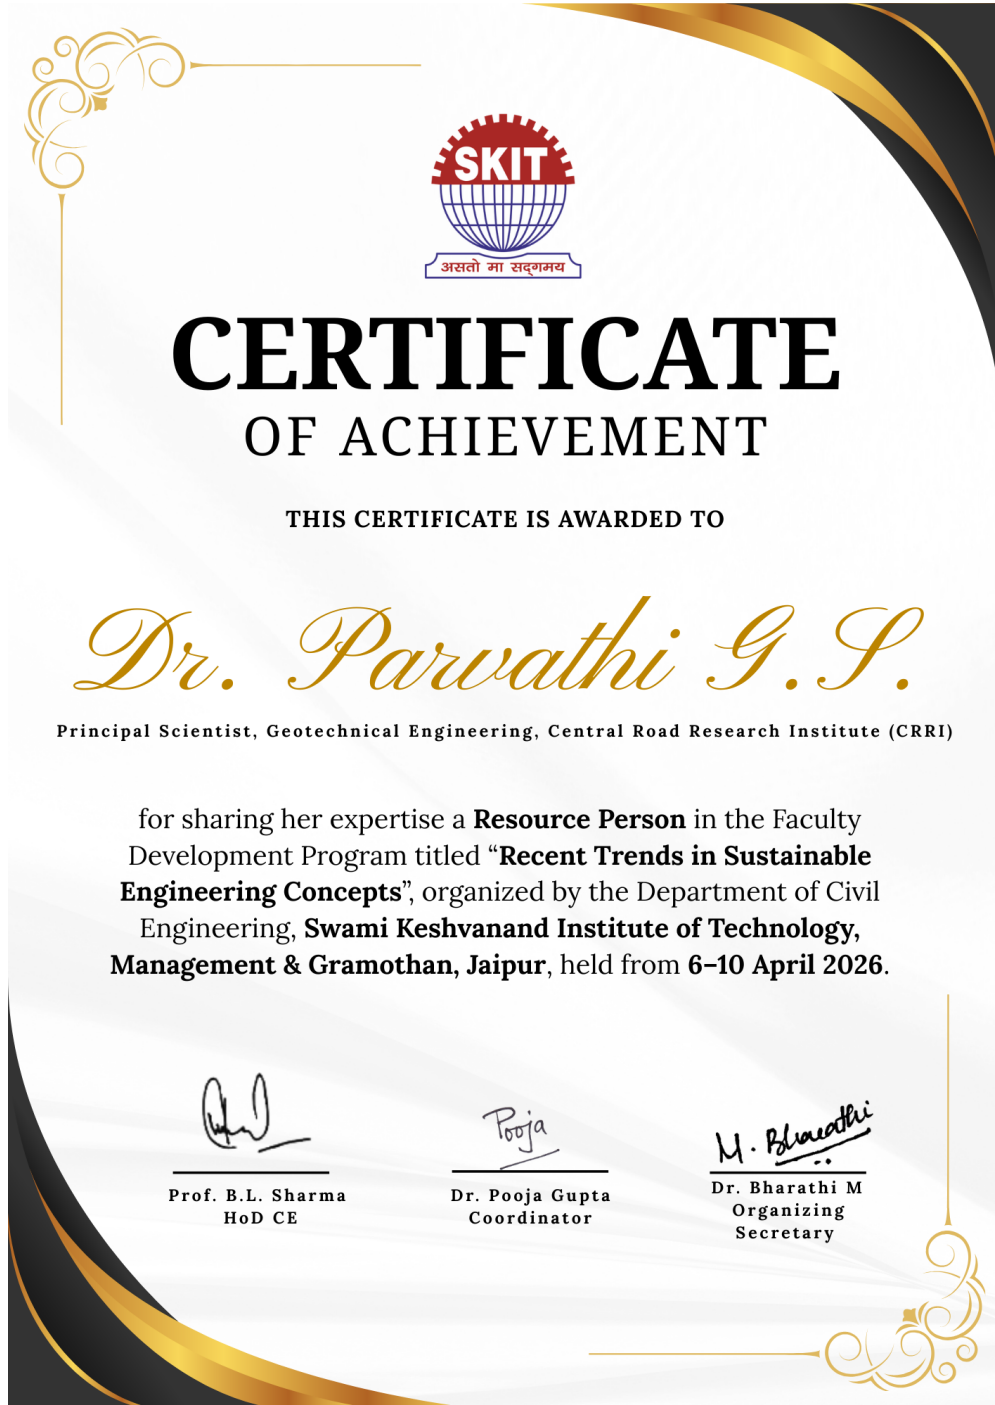 SKIT
असतो मा सद्गमय
CERTIFICATE
OF ACHIEVEMENT
THIS CERTIFICATE IS AWARDED TO
Dr. Parvathi G.S.
Principal Scientist, Geotechnical Engineering, Central Road Research Institute (CRRI)
for sharing her expertise a Resource Person in the Faculty
Development Program titled “Recent Trends in Sustainable
Engineering Concepts”, organized by the Department of Civil
Engineering, Swami Keshvanand Institute of Technology,
Management & Gramothan, Jaipur, held from 6–10 April 2026.
Pooja
M. Bharathi
Prof. B.L. Sharma
HoD CE
Dr. Pooja Gupta
Coordinator
Dr. Bharathi M
Organizing
Secretary